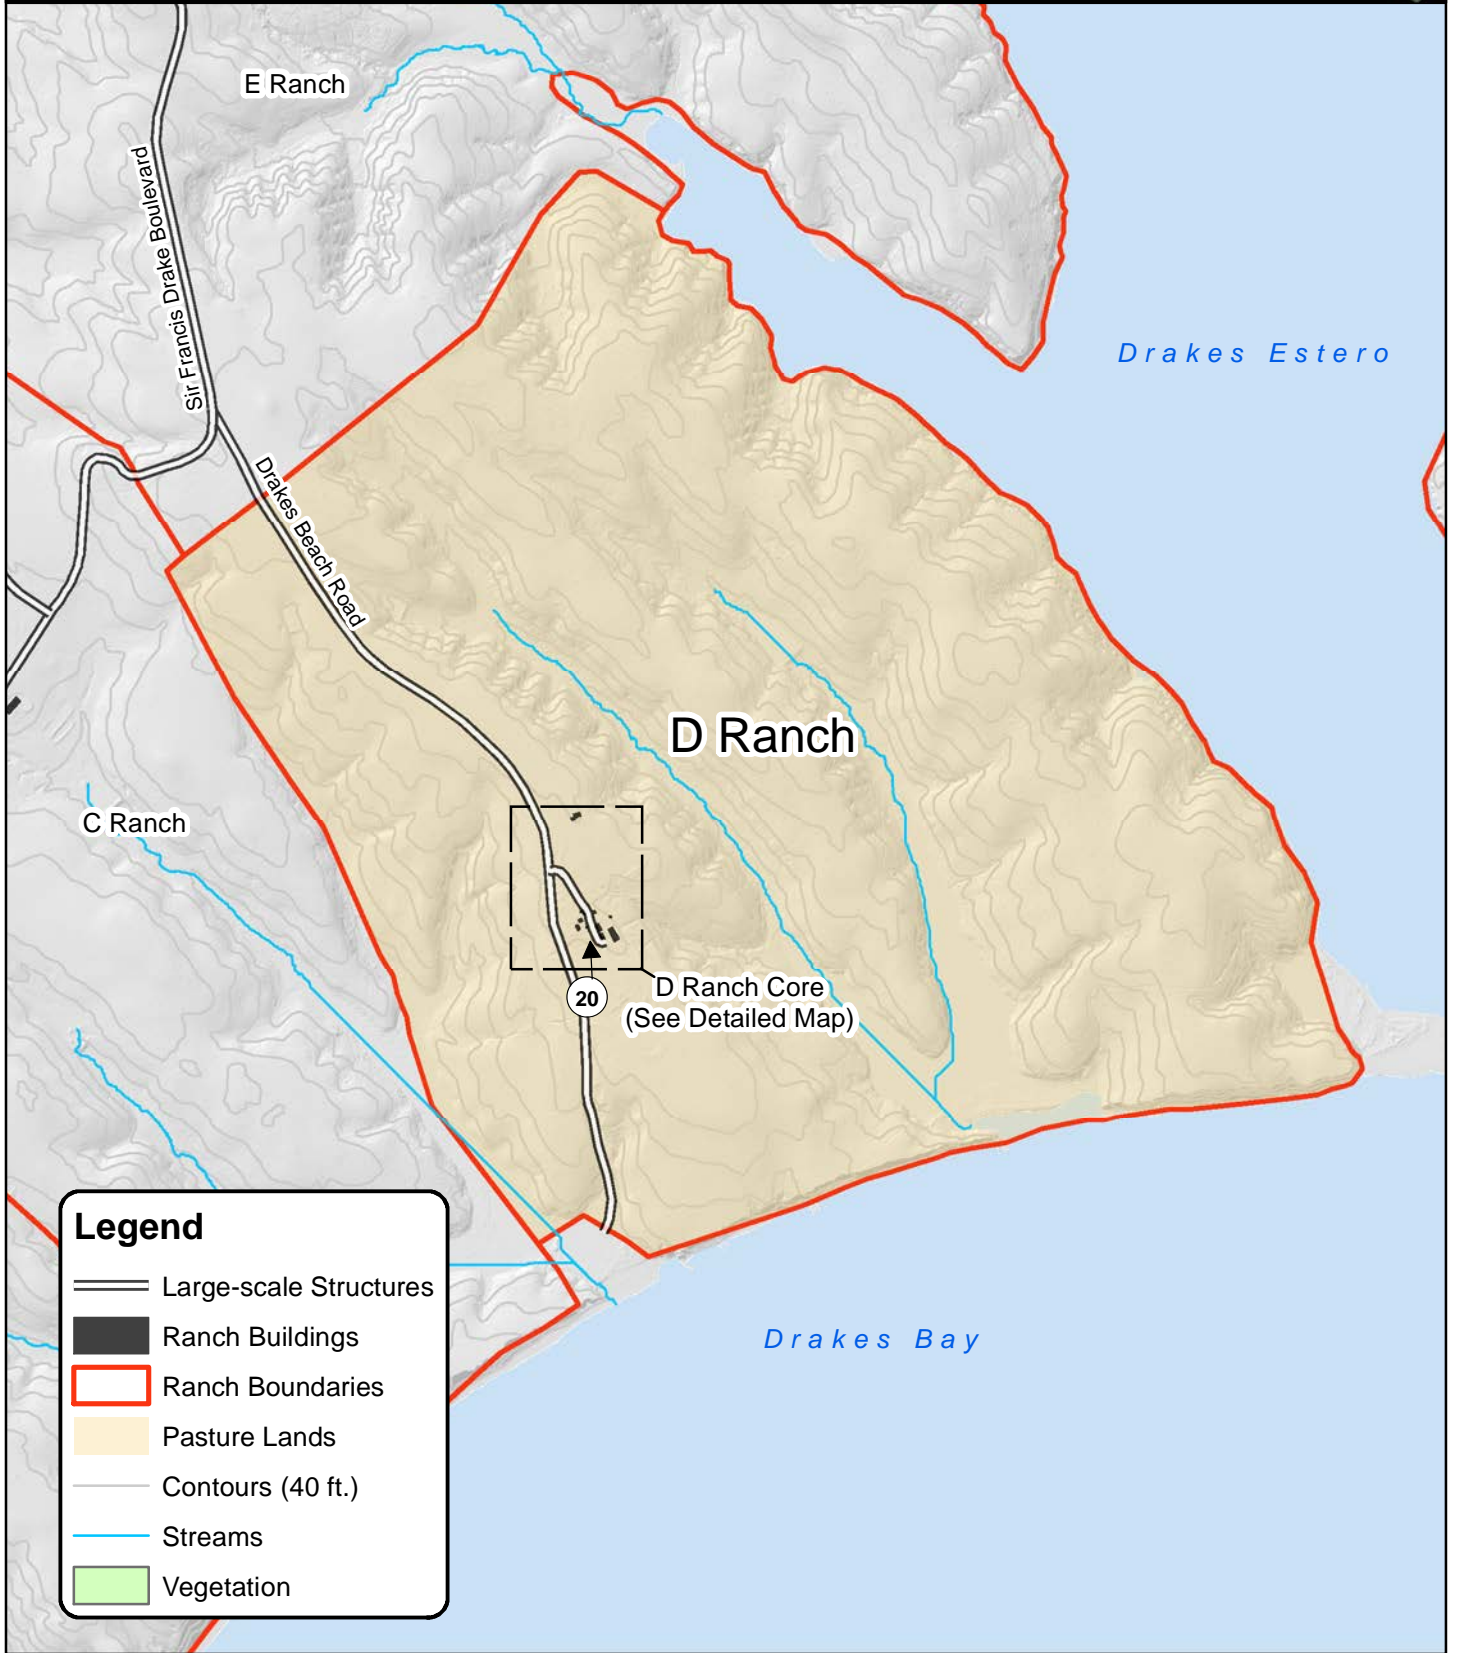 E Ranch
Sir Francis Drake Boulevard
Drakes Estero
Drakes Beach Road
D Ranch
C Ranch
20
D Ranch Core
(See Detailed Map)
Drakes Bay
Legend
Large-scale Structures
Ranch Buildings
Ranch Boundaries
Pasture Lands
Contours (40 ft.)
Streams
Vegetation